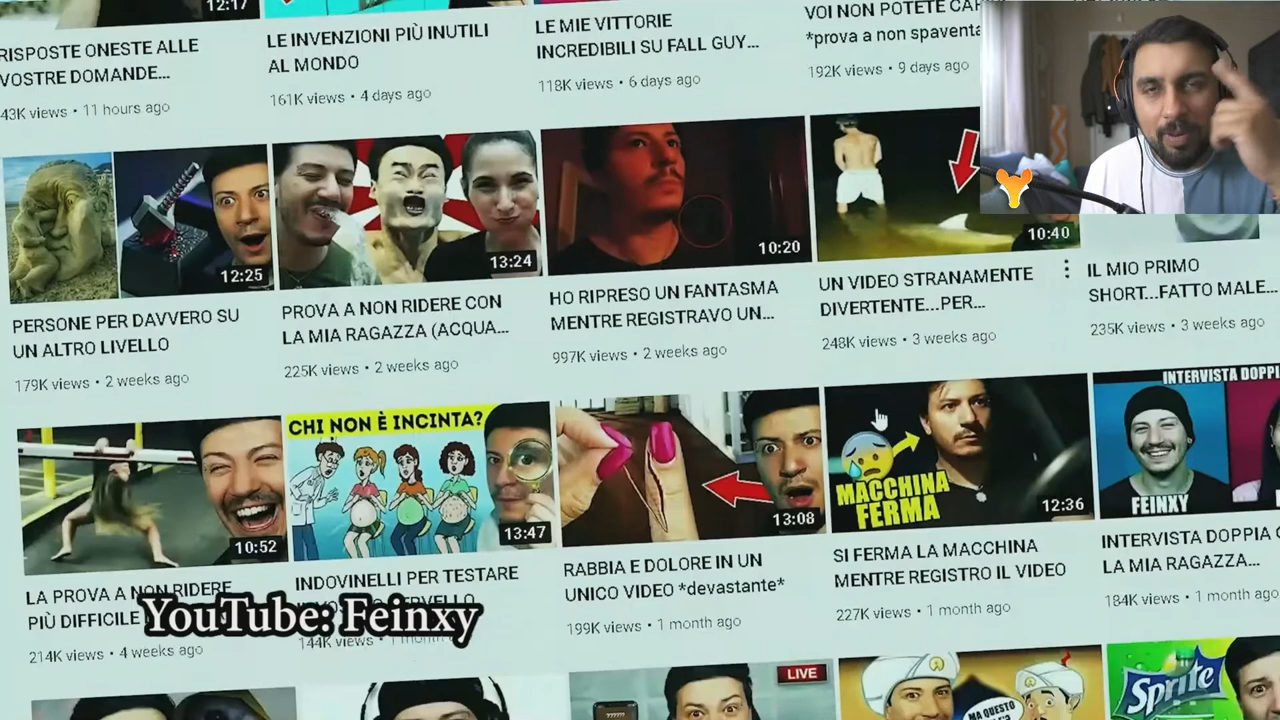 12:17
RISPOSTE ONESTE ALLE
VOSTRE DOMANDE...
43K views • 11 hours ago
LE INVENZIONI PIÙ INUTILI
AL MONDO
161K views • 4 days ago
LE MIE VITTORIE
INCREDIBILI SU FALL GUY...
118K views • 6 days ago
VOI NON POTETE CAP
*prova a non spaventa
192K views • 9 days ago
12:25
PERSONE PER DAVVERO SU
UN ALTRO LIVELLO
179K views • 2 weeks ago
13:24
PROVA A NON RIDERE CON
LA MIA RAGAZZA (ACQUA...
225K views • 2 weeks ago
10:20
HO RIPRESO UN FANTASMA
MENTRE REGISTRAVO UN...
997K views • 2 weeks ago
10:40
UN VIDEO STRANAMENTE
DIVERTENTE...PER...
248K views • 3 weeks ago
IL MIO PRIMO
SHORT...FATTO MALE...
235K views • 3 weeks ago
10:52
LA PROVA A NON RIDERE
PIÙ DIFFICILE
214K views • 4 weeks ago
CHI NON È INCINTA?
13:47
INDOVINELLI PER TESTARE
144K views • 1 month ago
13:08
RABBIA E DOLORE IN UN
UNICO VIDEO *devastante*
199K views • 1 month ago
MACCHINA
FERMA
12:36
SI FERMA LA MACCHINA
MENTRE REGISTRO IL VIDEO
227K views • 1 month ago
INTERVISTA DOPPI
FEINXY
INTERVISTA DOPPIA C
LA MIA RAGAZZA...
184K views • 1 month ago
YouTube: Feinxy
??????
LIVE
MA QUESTO
Sprite